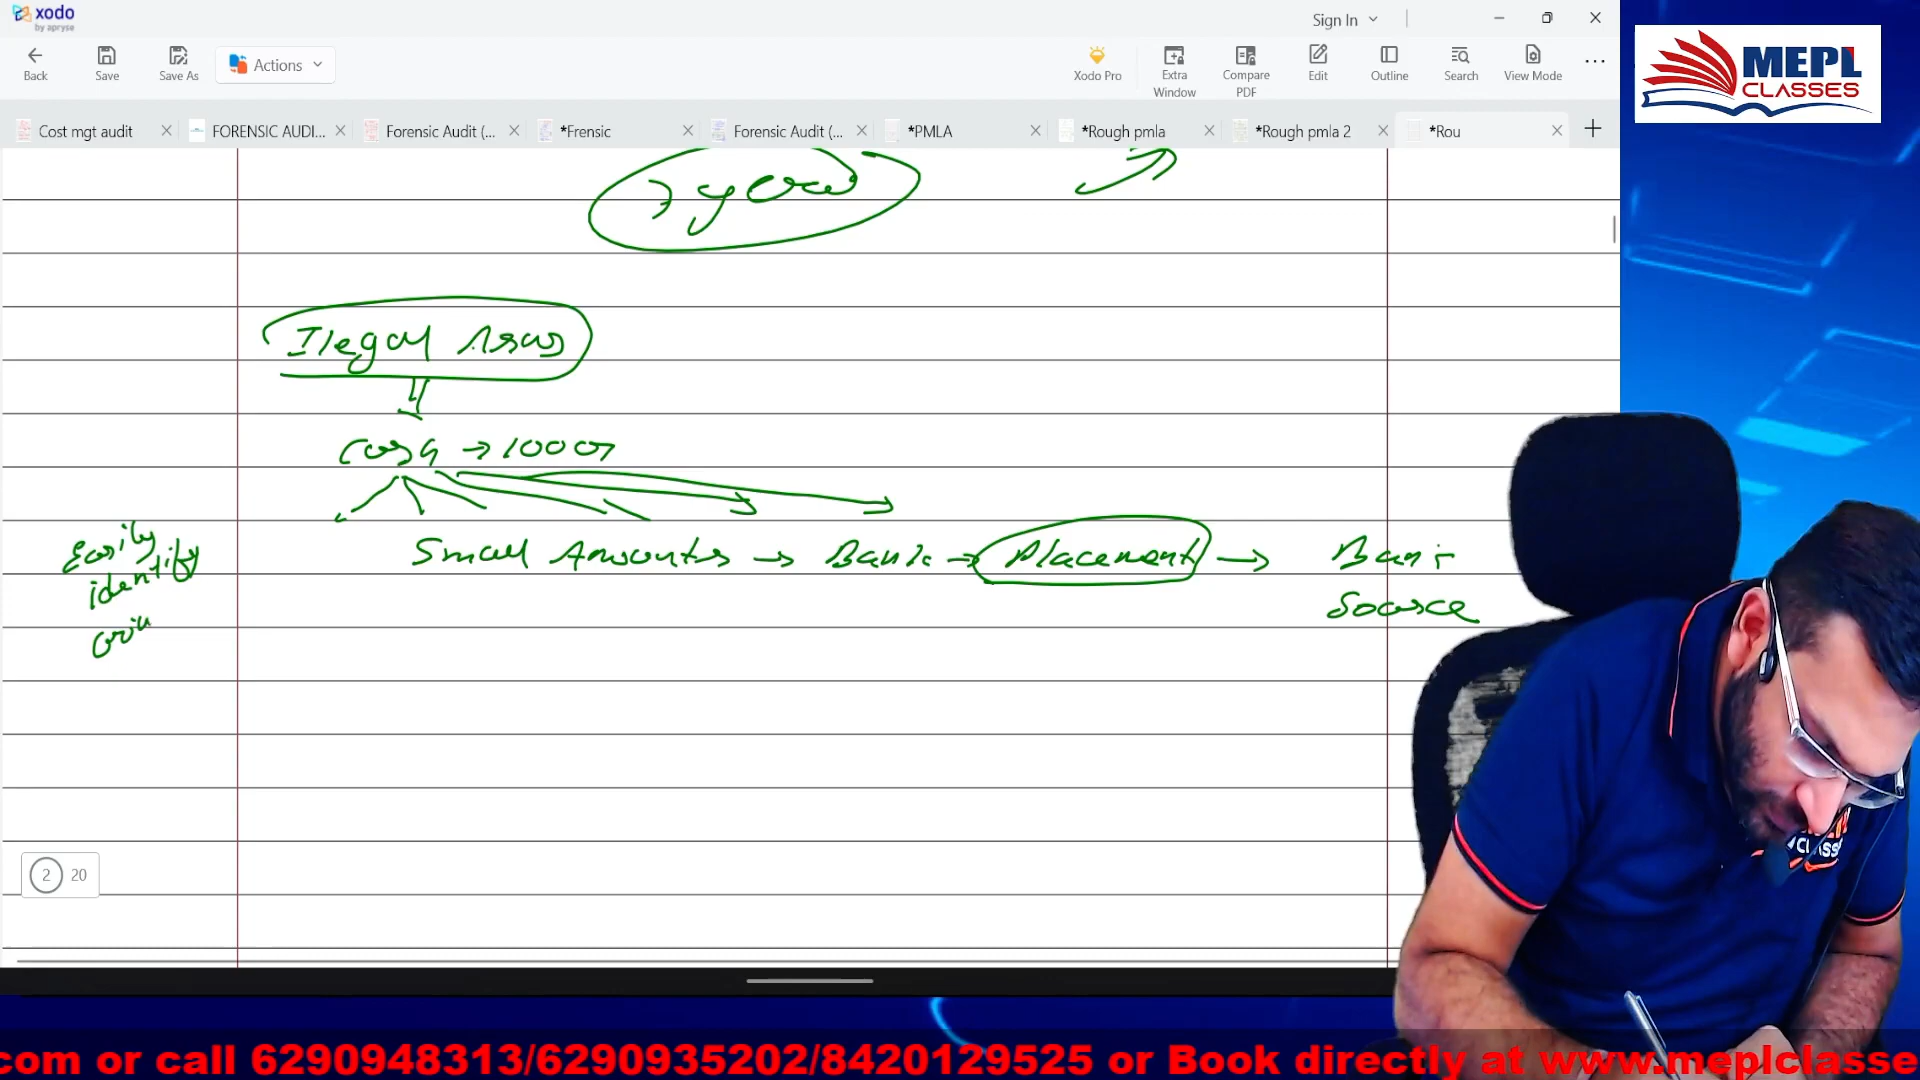 xodo
by apryse
Sign In
Back
Save
Save As
Actions
Xodo Pro
Extra Window
Compare PDF
Edit
Outline
Search
View Mode
Cost mgt audit
FORENSIC AUDI...
Forensic Audit (...
*Frensic
Forensic Audit (...
*PMLA
*Rough pmla
*Rough pmla 2
*Rou
MEPL
CLASSES
Ilegal
Cash → 1000
Small Amounts → Bank → Placement → Bank
Source
Easily
identify
2 20
com or call 6290948313/6290935202/8420129525 or Book directly at www.meplclasse